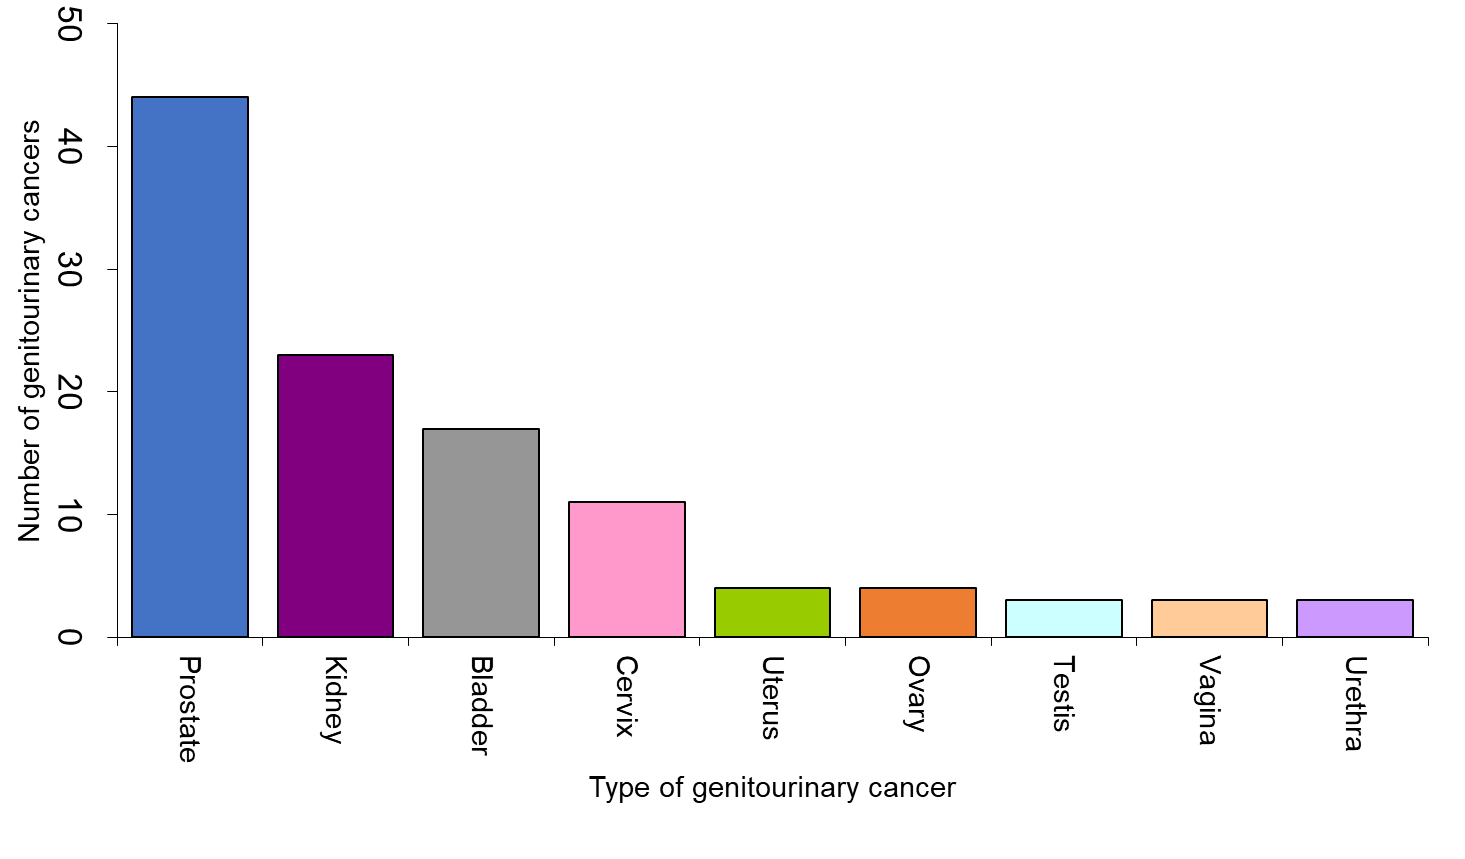 Number of genitourinary cancers
50
40
30
20
10
0
Prostate
Kidney
Bladder
Cervix
Uterus
Ovary
Testis
Vagina
Urethra
Type of genitourinary cancer